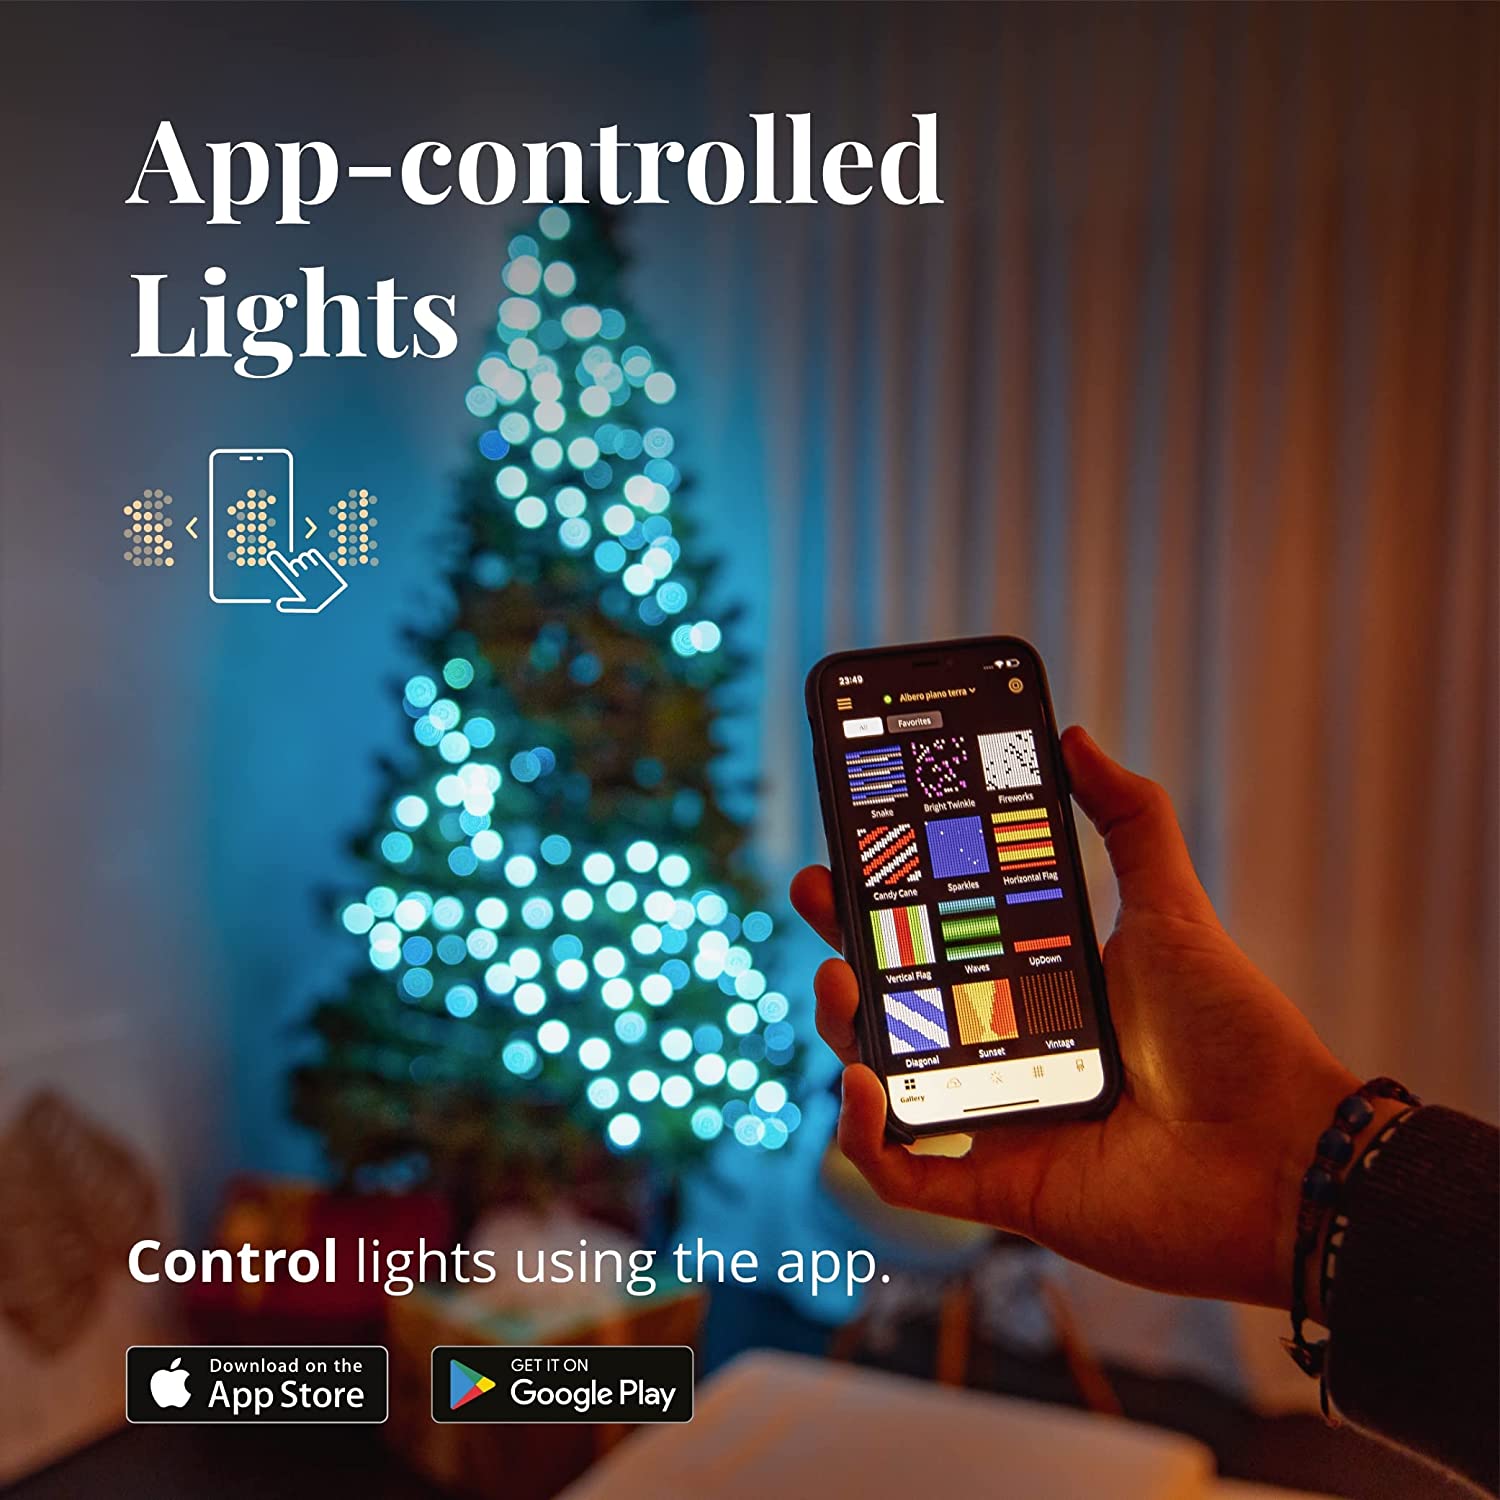 App-controlled
Lights
23:49
Albero piano terra
All
Favorites
Snake
Bright Twinkle
Fireworks
Candy Cane
Sparkles
Horizontal Flag
Vertical Flag
Waves
UpDown
Diagonal
Sunset
Vintage
Gallery
Control lights using the app.
Download on the
App Store
GET IT ON
Google Play